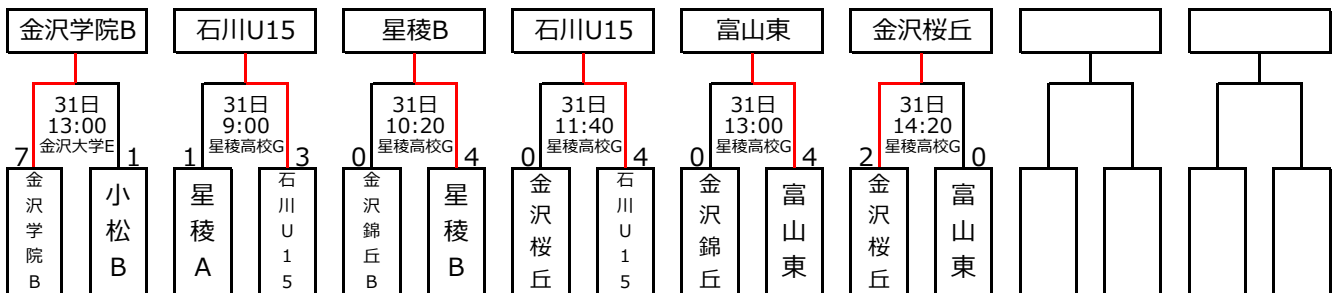 金沢学院B
石川U15
星稜B
石川U15
富山東
金沢桜丘
31日
13:00
金沢大学E
7
1
金沢学院B
小松B
31日
9:00
星稜高校G
1
3
星稜A
石川U15
31日
10:20
星稜高校G
0
4
金沢錦丘B
星稜B
31日
11:40
星稜高校G
0
4
金沢桜丘
石川U15
31日
13:00
星稜高校G
0
4
金沢錦丘
富山東
31日
14:20
星稜高校G
2
0
金沢桜丘
富山東